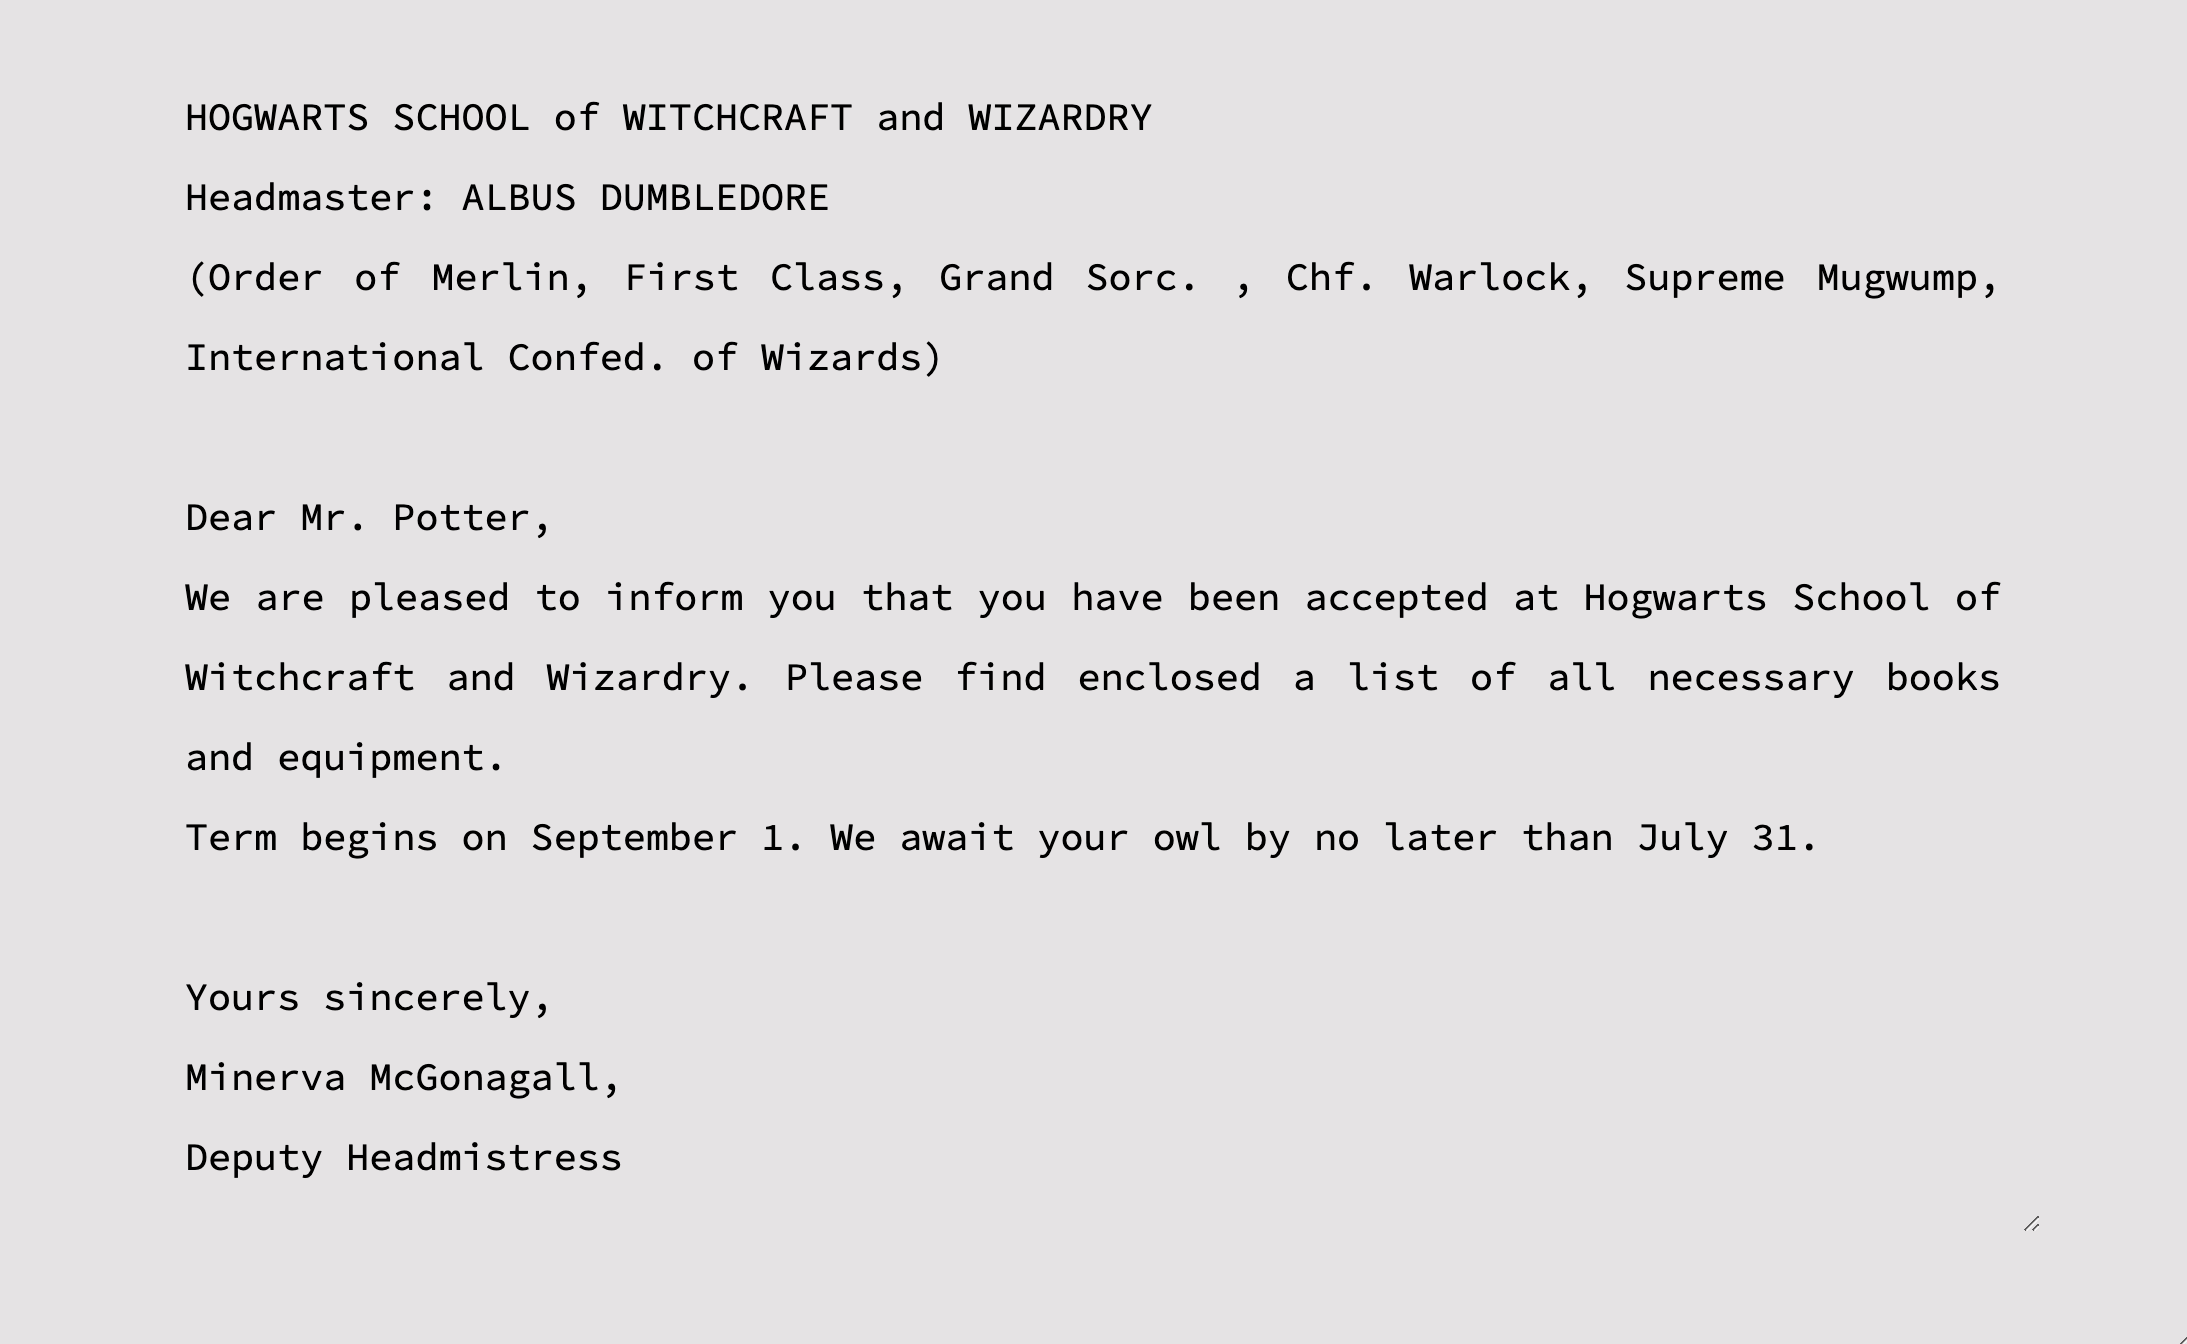 HOGWARTS SCHOOL of WITCHCRAFT and WIZARDRY
Headmaster: ALBUS DUMBLEDORE
(Order of Merlin, First Class, Grand Sorc. , Chf. Warlock, Supreme Mugwump,
International Confed. of Wizards)
Dear Mr. Potter,
We are pleased to inform you that you have been accepted at Hogwarts School of
Witchcraft and Wizardry. Please find enclosed a list of all necessary books
and equipment.
Term begins on September 1. We await your owl by no later than July 31.
Yours sincerely,
Minerva McGonagall,
Deputy Headmistress